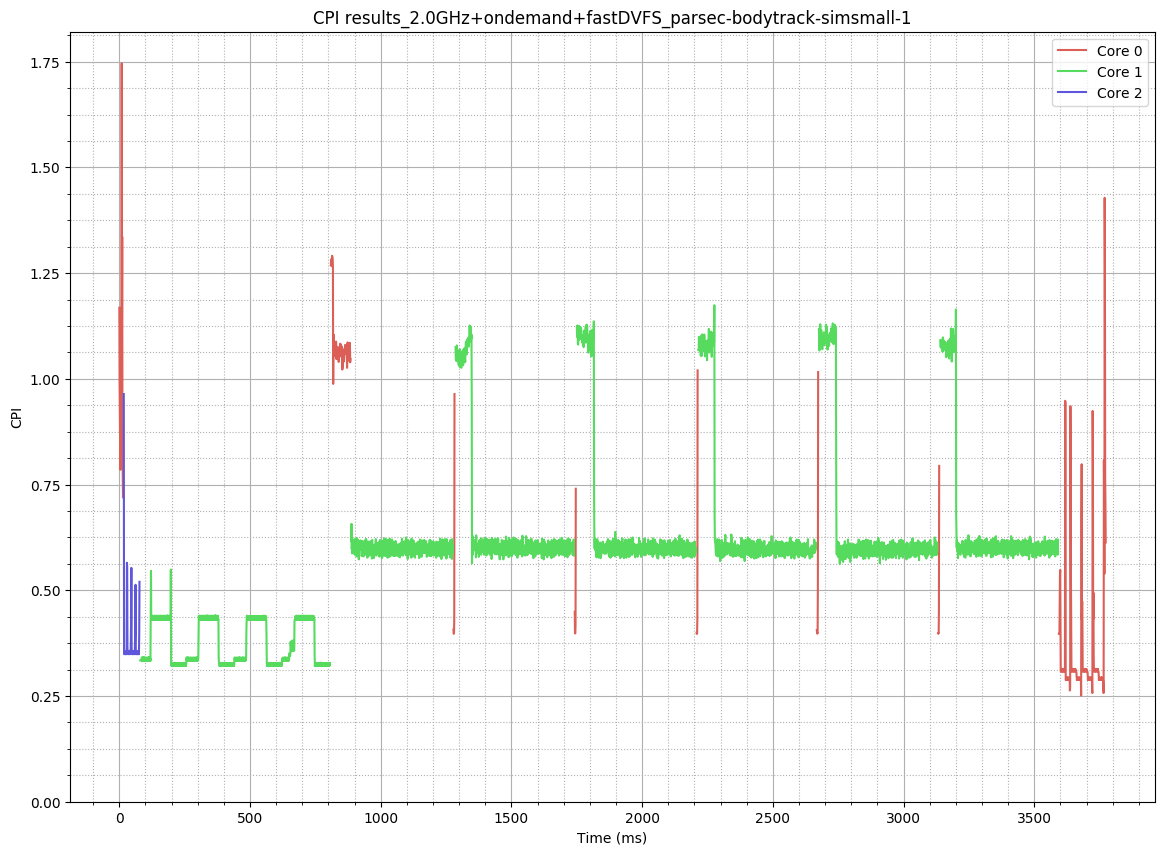 CPI results_2.0GHz+ondemand+fastDVFS_parsec-bodytrack-simsmall-1
Core 0
Core 1
Core 2
1.75
1.50
1.25
1.00
0.75
0.50
0.25
0.00
CPI
0 500 1000 1500 2000 2500 3000 3500
Time (ms)